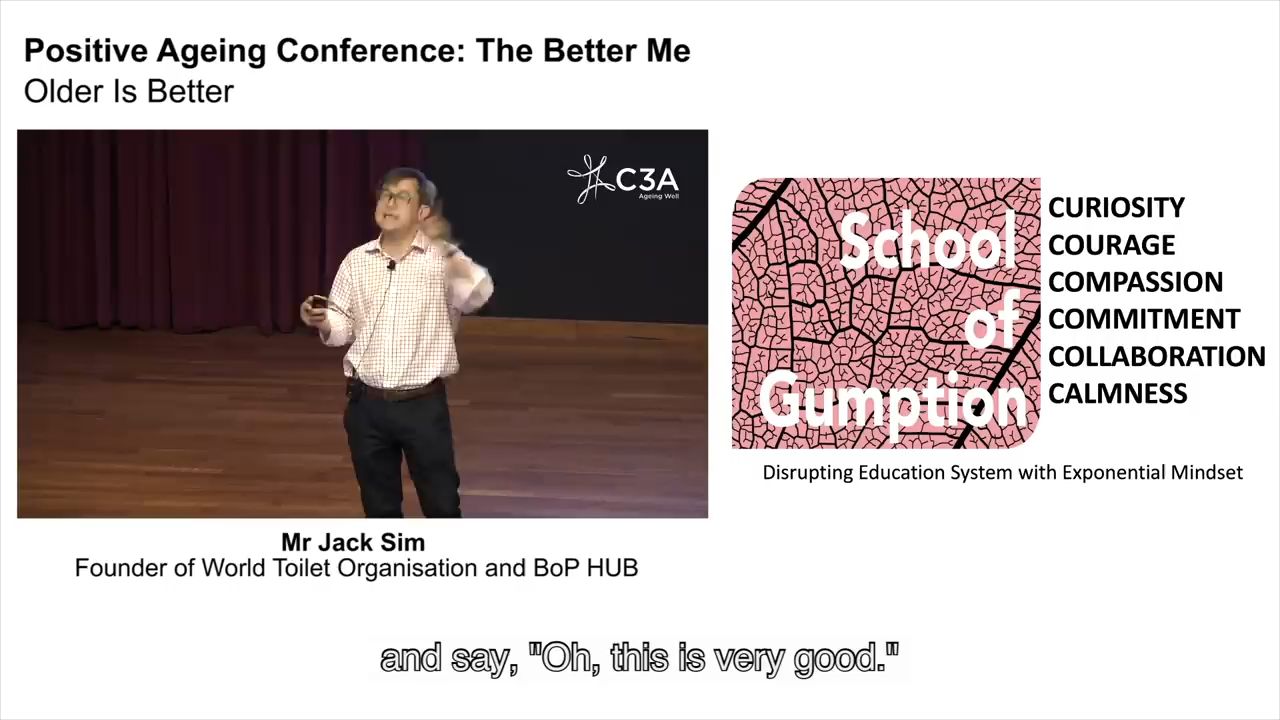 Positive Ageing Conference: The Better Me
Older Is Better
C3A
Ageing Well
School
of
Gumption
CURIOSITY
COURAGE
COMPASSION
COMMITMENT
COLLABORATION
CALMNESS
Disrupting Education System with Exponential Mindset
Mr Jack Sim
Founder of World Toilet Organisation and BoP HUB
and say, "Oh, this is very good."